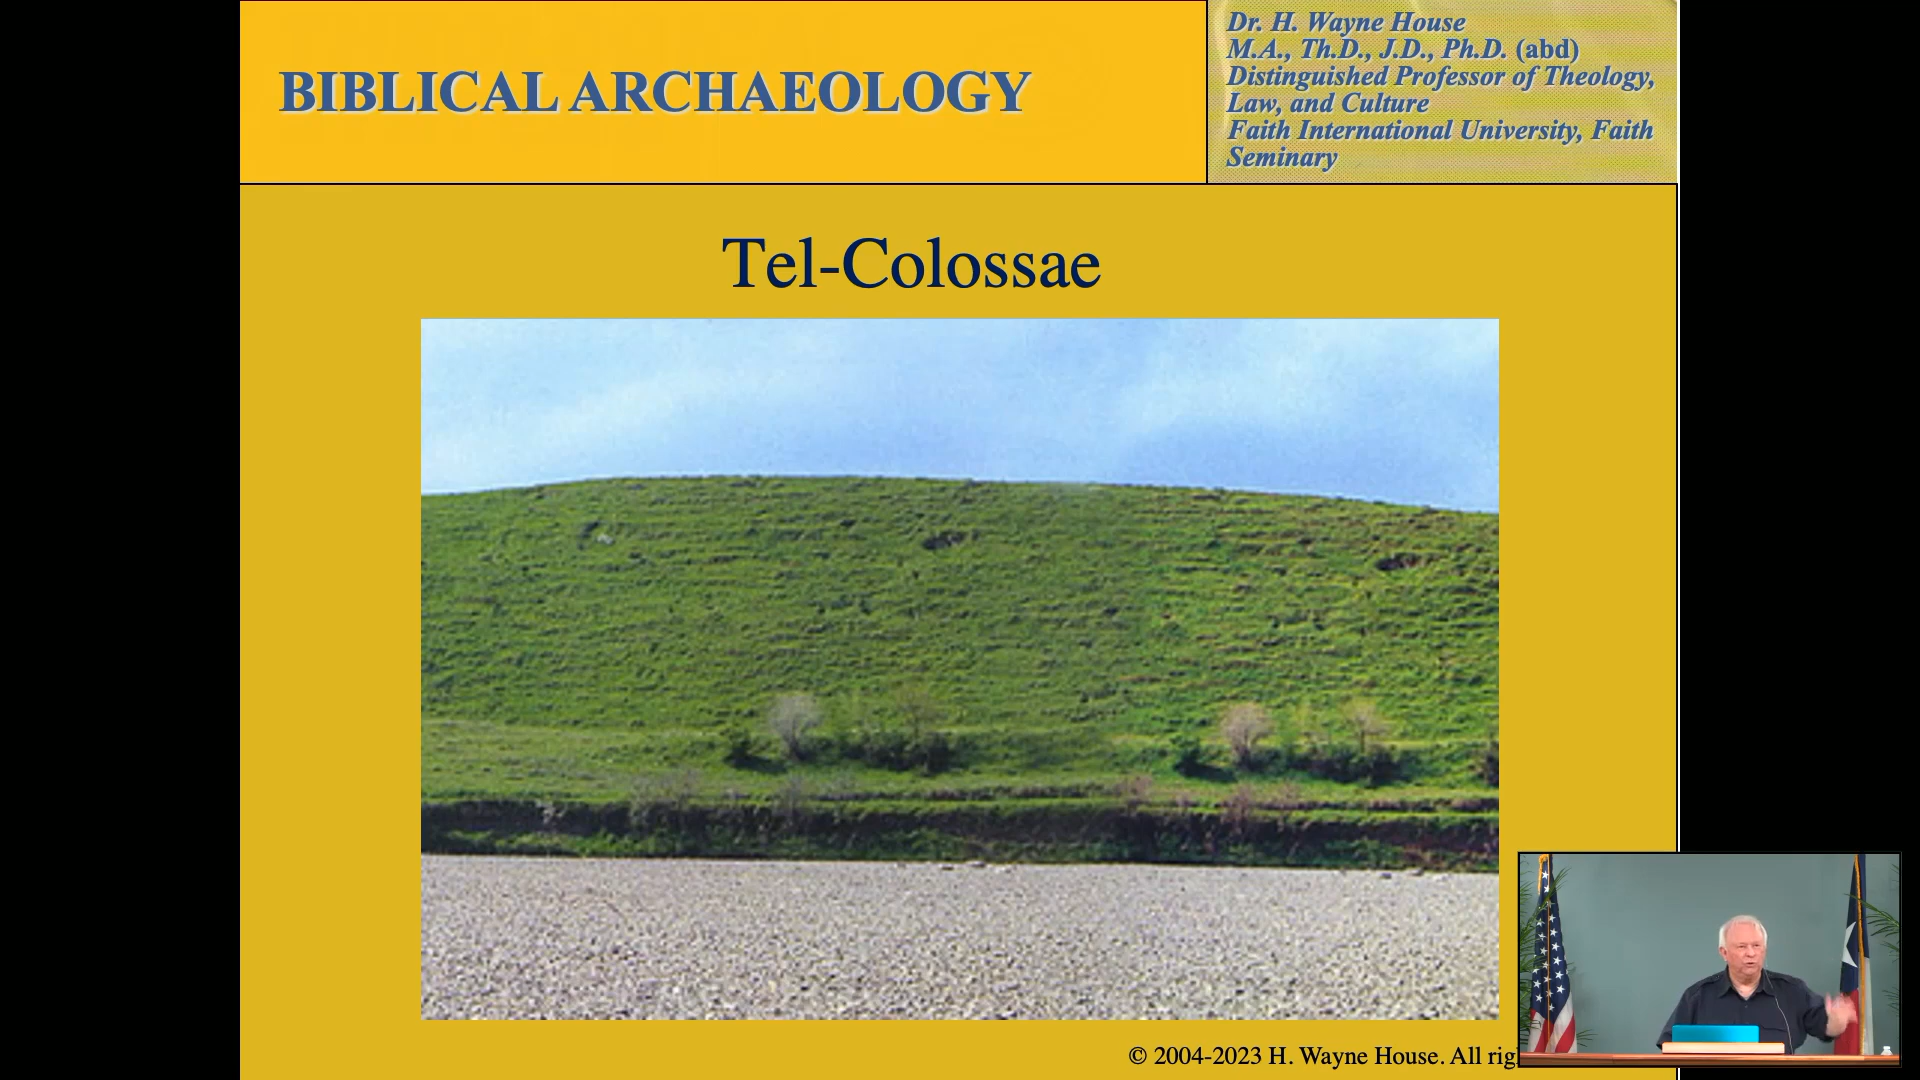 BIBLICAL ARCHAEOLOGY
Dr. H. Wayne House
M.A., Th.D., J.D., Ph.D. (abd)
Distinguished Professor of Theology,
Law, and Culture
Faith International University, Faith
Seminary
Tel-Colossae
© 2004-2023 H. Wayne House. All